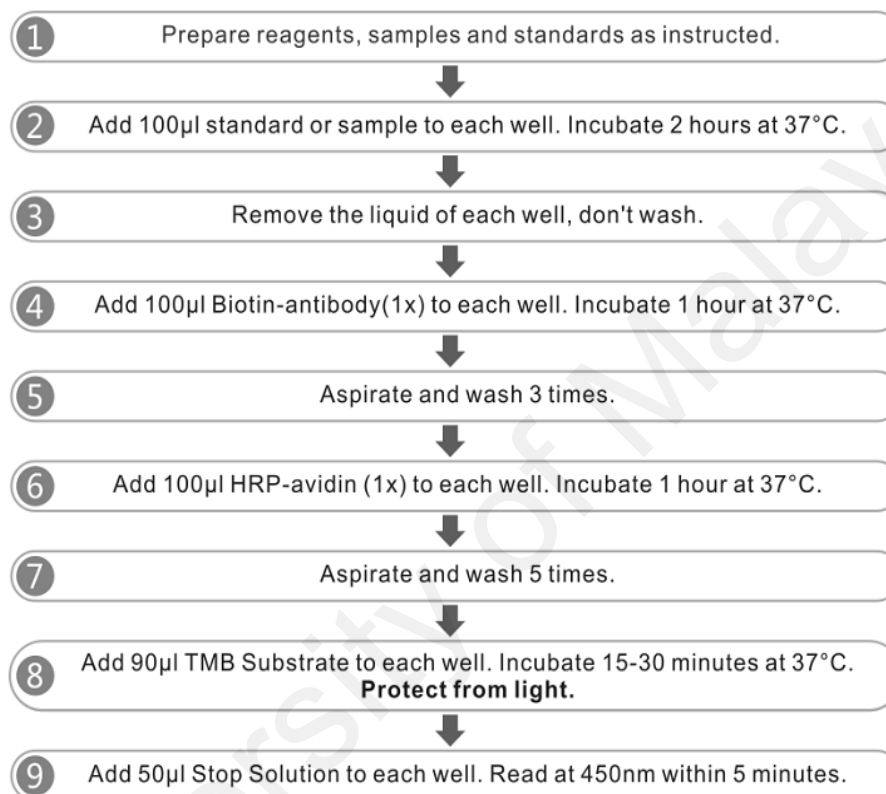 1
Prepare reagents, samples and standards as instructed.
2
Add 100µl standard or sample to each well. Incubate 2 hours at 37°C.
3
Remove the liquid of each well, don't wash.
4
Add 100µl Biotin-antibody(1x) to each well. Incubate 1 hour at 37°C.
5
Aspirate and wash 3 times.
6
Add 100µl HRP-avidin (1x) to each well. Incubate 1 hour at 37°C.
7
Aspirate and wash 5 times.
8
Add 90µl TMB Substrate to each well. Incubate 15-30 minutes at 37°C.
Protect from light.
9
Add 50µl Stop Solution to each well. Read at 450nm within 5 minutes.
ersity of Malay